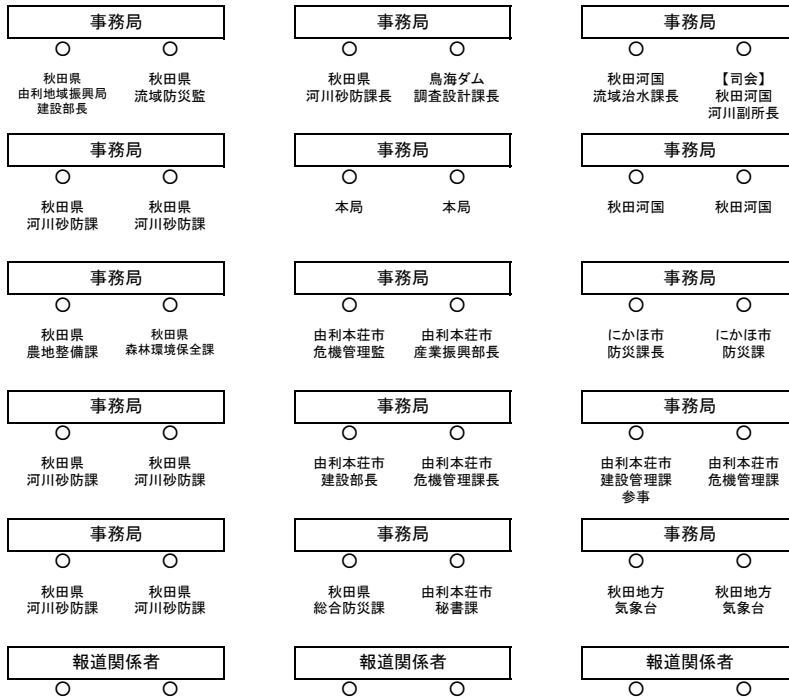 事務局
事務局
事務局
○ ○
○ ○
○ ○
秋田県
由利地域振興局
建設部長
秋田県
流域防災監
秋田県
河川砂防課長
鳥海ダム
調査設計課長
秋田河国
流域治水課長
【司会】
秋田河国
河川副所長
事務局
事務局
事務局
○ ○
○ ○
○ ○
秋田県
河川砂防課
秋田県
河川砂防課
本局
本局
秋田河国
秋田河国
事務局
事務局
事務局
○ ○
○ ○
○ ○
秋田県
農地整備課
秋田県
森林環境保全課
由利本荘市
危機管理監
由利本荘市
産業振興部長
にかほ市
防災課長
にかほ市
防災課
事務局
事務局
事務局
○ ○
○ ○
○ ○
秋田県
河川砂防課
秋田県
河川砂防課
由利本荘市
建設部長
由利本荘市
危機管理課長
由利本荘市
建設管理課
参事
由利本荘市
危機管理課
事務局
事務局
事務局
○ ○
○ ○
○ ○
秋田県
河川砂防課
秋田県
河川砂防課
秋田県
総合防災課
由利本荘市
秘書課
秋田地方
気象台
秋田地方
気象台
報道関係者
報道関係者
報道関係者
○ ○
○ ○
○ ○